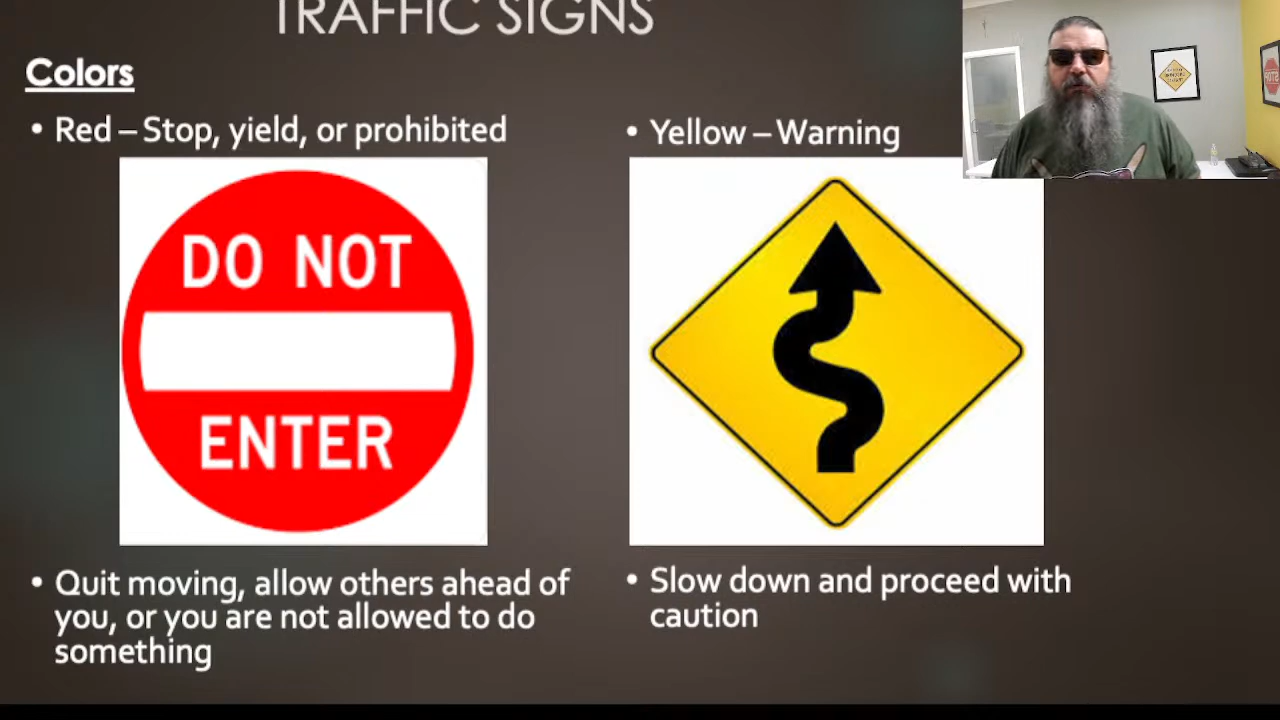 TRAFFIC SIGNS
Colors
• Red – Stop, yield, or prohibited
DO NOT
ENTER
• Quit moving, allow others ahead of
you, or you are not allowed to do
something
• Yellow – Warning
• Slow down and proceed with
caution